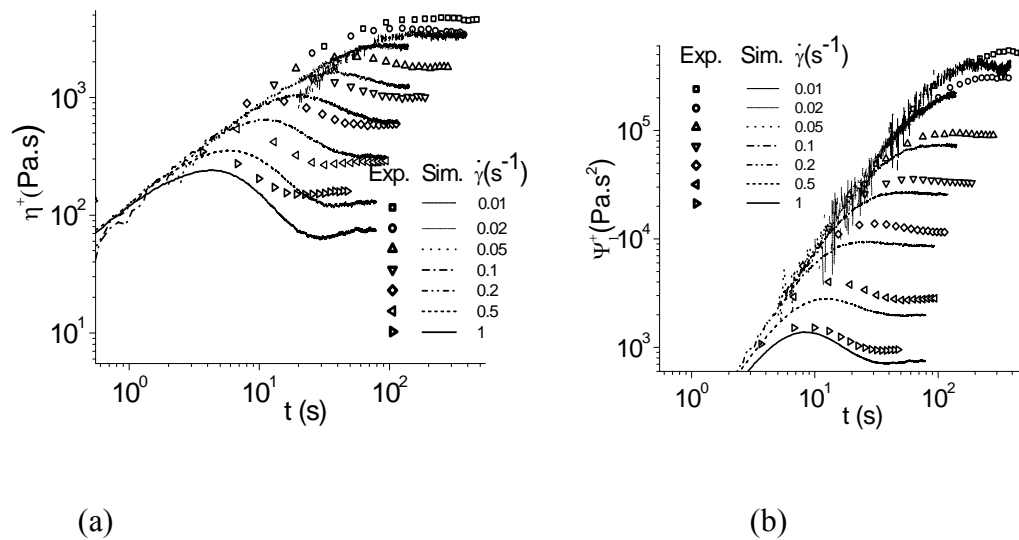 10³
10²
10¹
η⁺(Pa.s)
10⁰ 10¹ 10²
t (s)
Exp. Sim. γ̇(s⁻¹)
0.01
0.02
0.05
0.1
0.2
0.5
1
(a)
10⁵
10⁴
10³
Ψ₁⁺(Pa.s²)
10⁰ 10¹ 10²
t (s)
Exp. Sim. γ̇(s⁻¹)
0.01
0.02
0.05
0.1
0.2
0.5
1
(b)